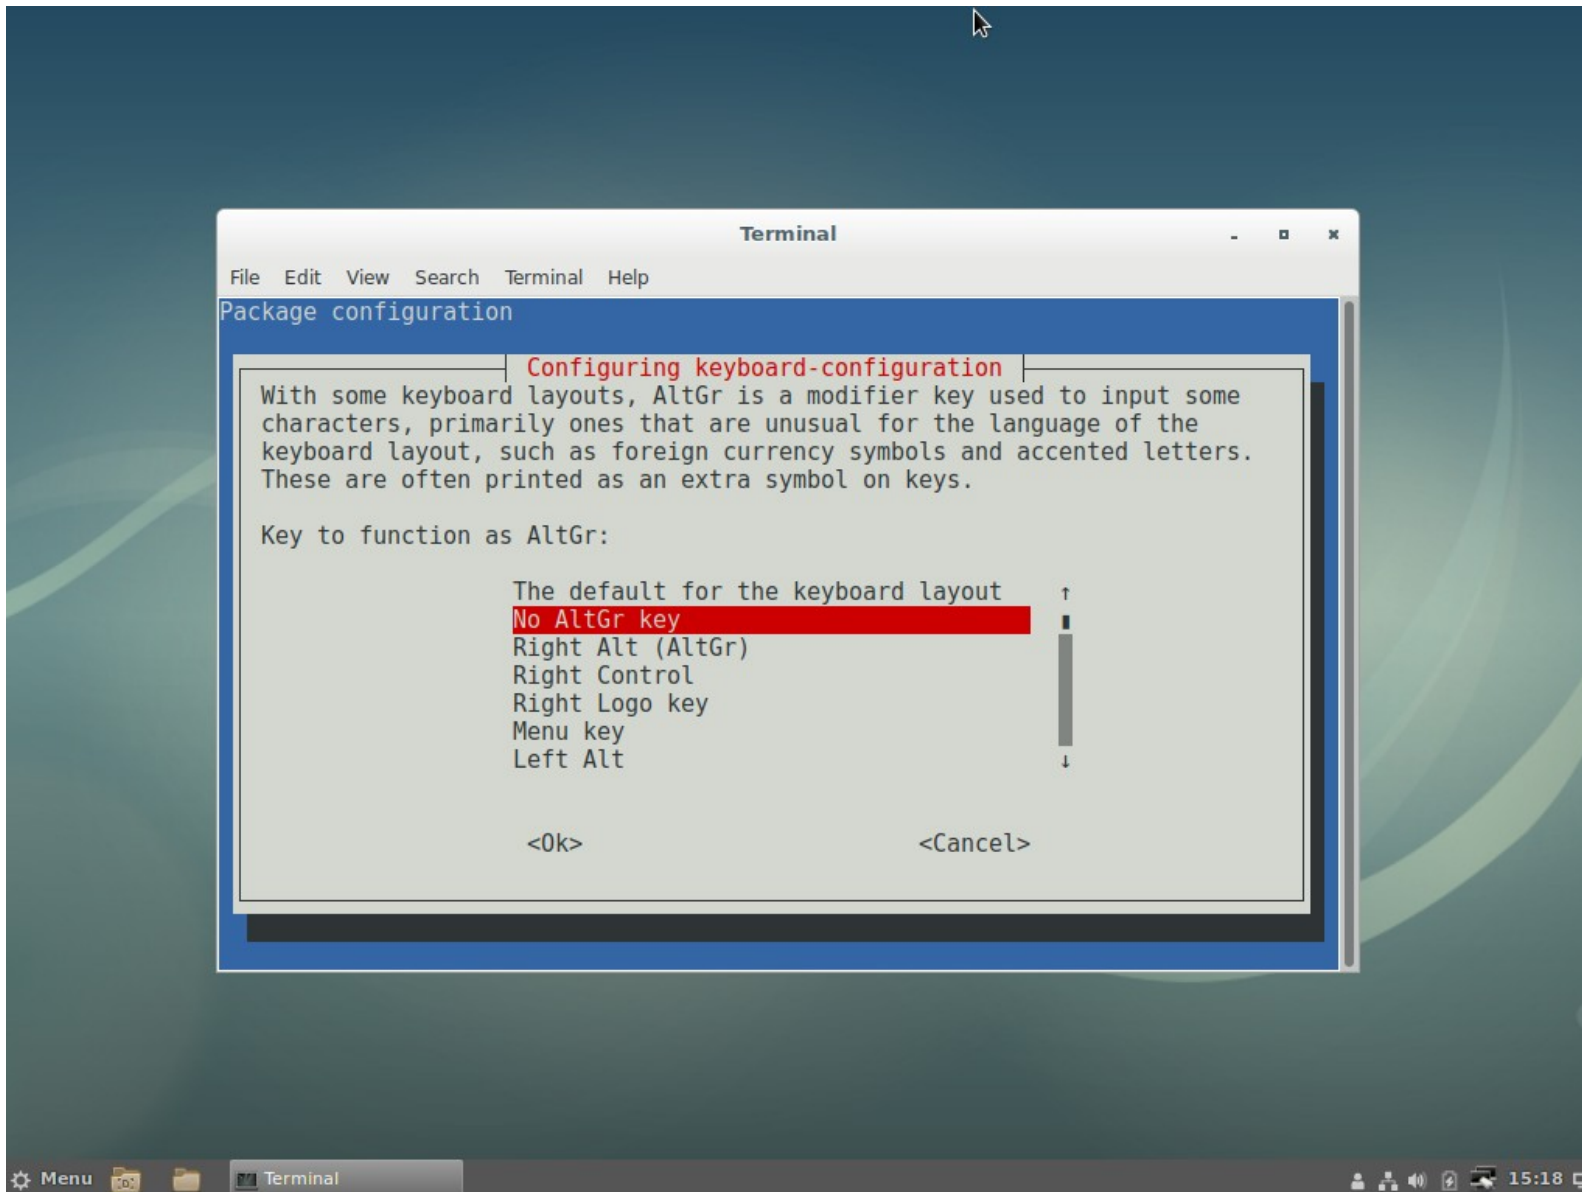 Terminal
File Edit View Search Terminal Help
Package configuration
Configuring keyboard-configuration
With some keyboard layouts, AltGr is a modifier key used to input some
characters, primarily ones that are unusual for the language of the
keyboard layout, such as foreign currency symbols and accented letters.
These are often printed as an extra symbol on keys.
Key to function as AltGr:
The default for the keyboard layout
No AltGr key
Right Alt (AltGr)
Right Control
Right Logo key
Menu key
Left Alt
<Ok> <Cancel>
Menu Terminal 15:18